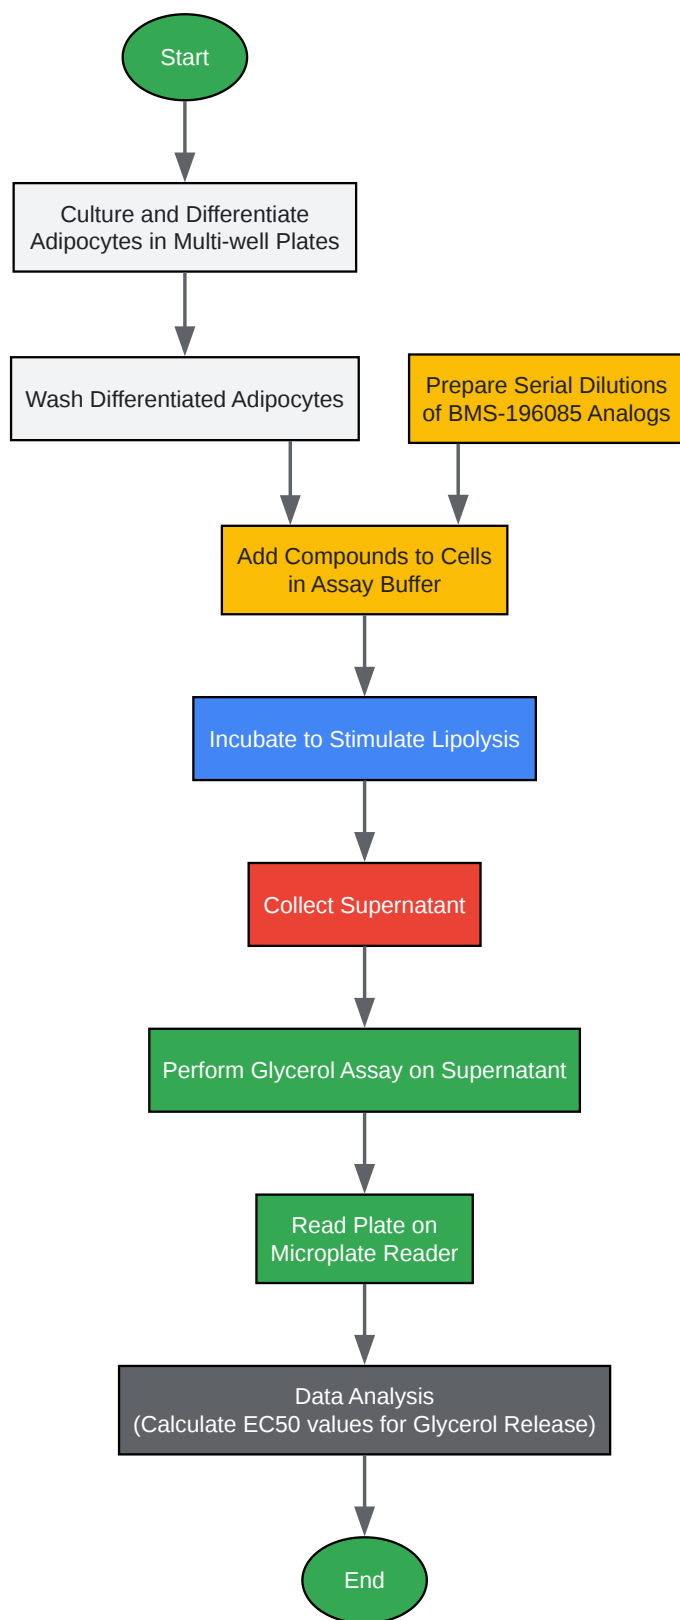 Start
Culture and Differentiate
Adipocytes in Multi-well Plates
Wash Differentiated Adipocytes
Prepare Serial Dilutions
of BMS-196085 Analogs
Add Compounds to Cells
in Assay Buffer
Incubate to Stimulate Lipolysis
Collect Supernatant
Perform Glycerol Assay on Supernatant
Read Plate on
Microplate Reader
Data Analysis
(Calculate EC50 values for Glycerol Release)
End